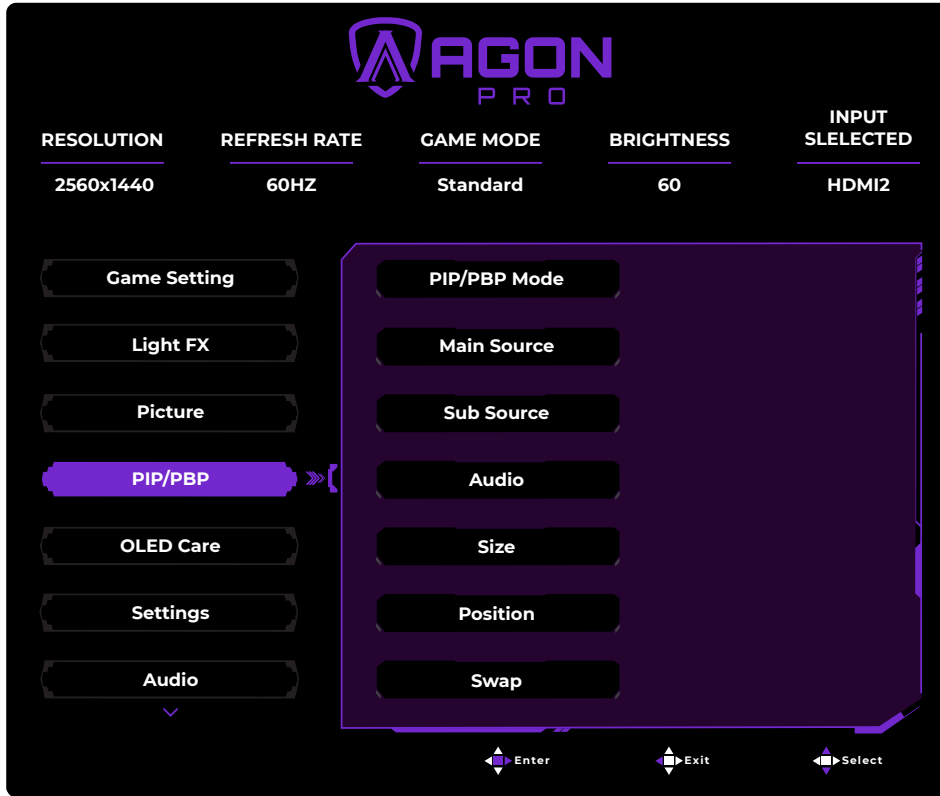 AGON
PRO
RESOLUTION
REFRESH RATE
GAME MODE
BRIGHTNESS
INPUT
SLELECTED
2560x1440
60HZ
Standard
60
HDMI2
Game Setting
Light FX
Picture
PIP/PBP
OLED Care
Settings
Audio
PIP/PBP Mode
Main Source
Sub Source
Audio
Size
Position
Swap
Enter
Exit
Select